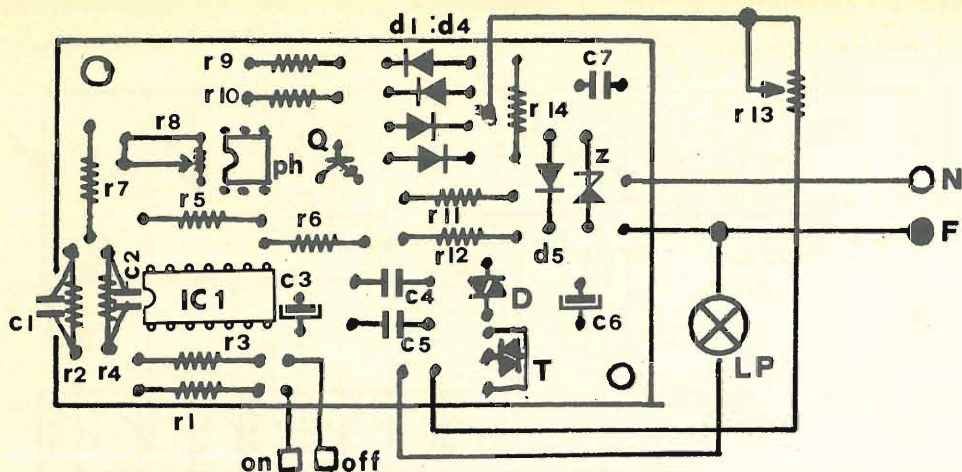 d1 :d4
r9
c7
r10
r14
r13
r8
Q
z
ph
r7
N
r5
r11
F
r6
r12
d5
c2
c3
c4
D
IC1
c1
c6
c5
r3
LP
r2
r4
T
r1
on
off